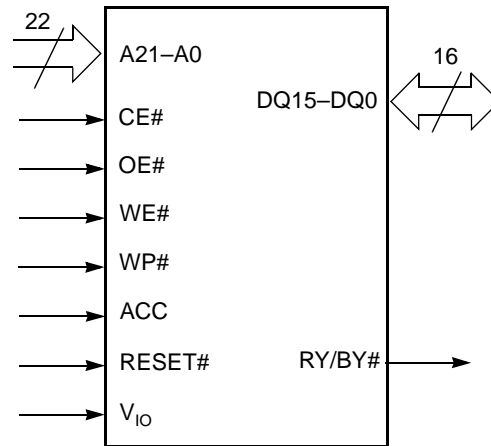 22
A21–A0
16
DQ15–DQ0
CE#
OE#
WE#
WP#
ACC
RESET#
RY/BY#
VIO